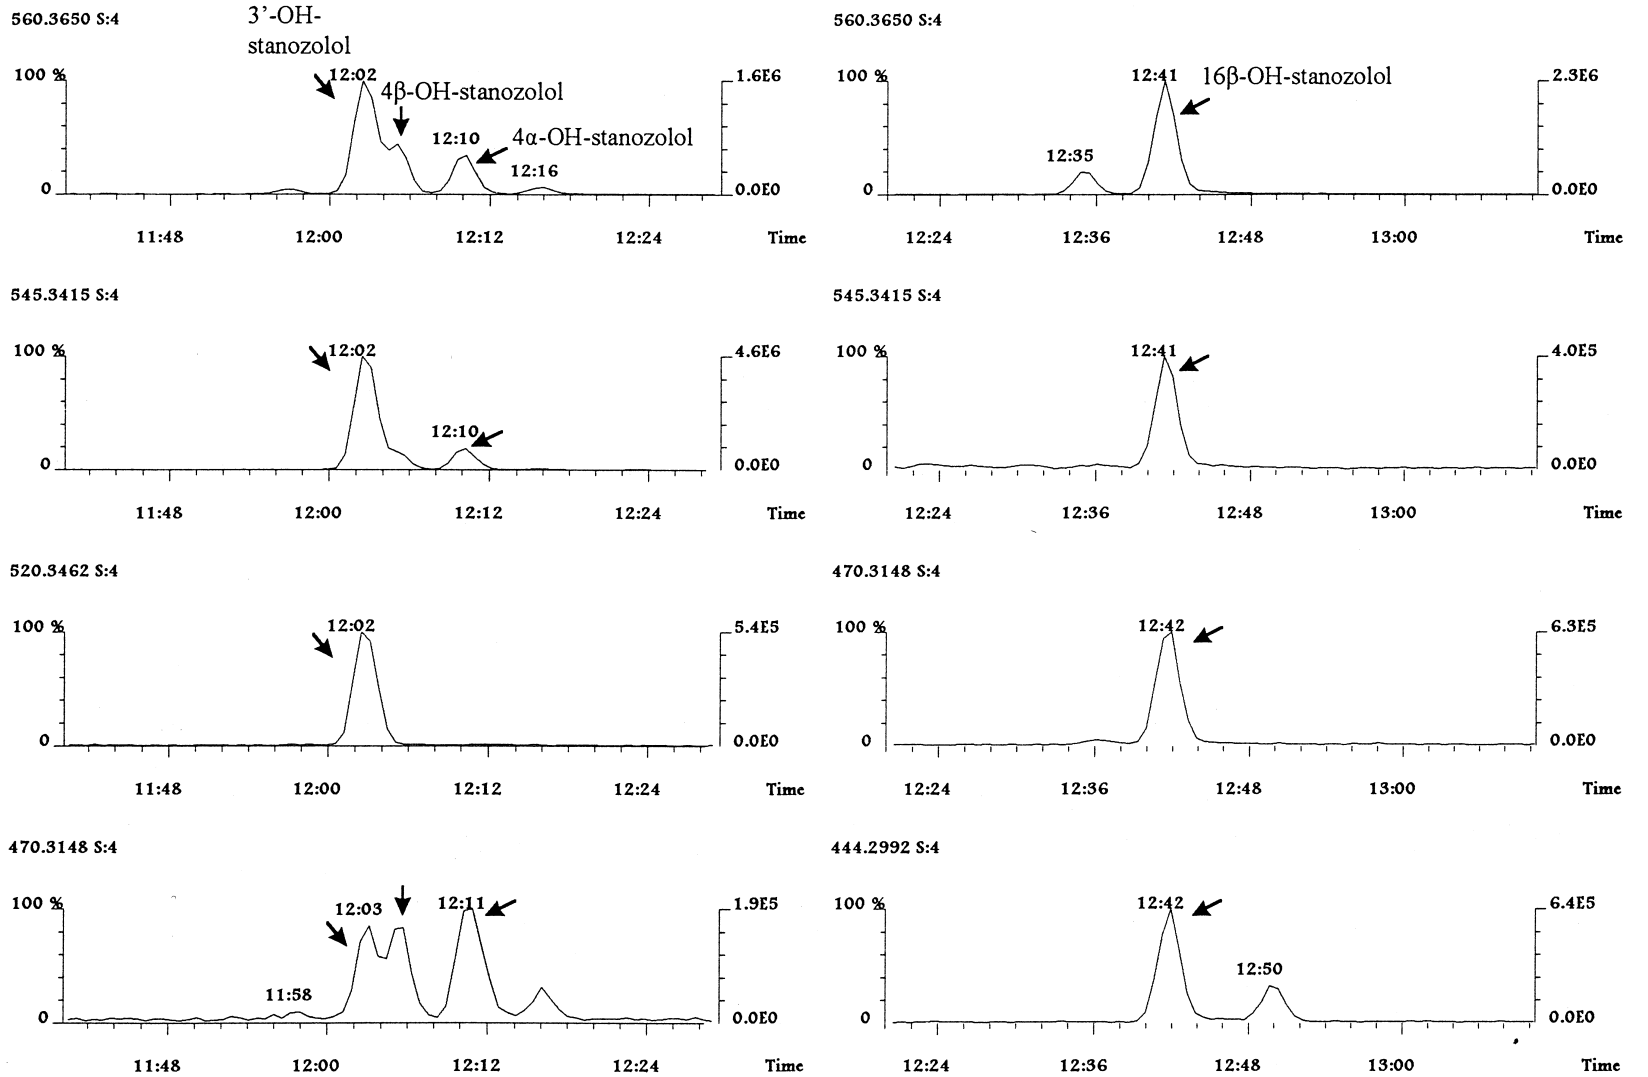 560.3650 S:4
3’-OH-
stanozolol
100 %
12:02
4β-OH-stanozolol
12:10
4α-OH-stanozolol
12:16
1.6E6
0
0.0E0
11:48 12:00 12:12 12:24 Time
545.3415 S:4
100 %
12:02
12:10
4.6E6
0
0.0E0
11:48 12:00 12:12 12:24 Time
520.3462 S:4
100 %
12:02
5.4E5
0
0.0E0
11:48 12:00 12:12 12:24 Time
470.3148 S:4
100 %
11:58
12:03
12:11
1.9E5
0
0.0E0
11:48 12:00 12:12 12:24 Time
560.3650 S:4
100 %
12:35
12:41
16β-OH-stanozolol
2.3E6
0
0.0E0
12:24 12:36 12:48 13:00 Time
545.3415 S:4
100 %
12:41
4.0E5
0
0.0E0
12:24 12:36 12:48 13:00 Time
470.3148 S:4
100 %
12:42
6.3E5
0
0.0E0
12:24 12:36 12:48 13:00 Time
444.2992 S:4
100 %
12:42
12:50
6.4E5
0
0.0E0
12:24 12:36 12:48 13:00 Time